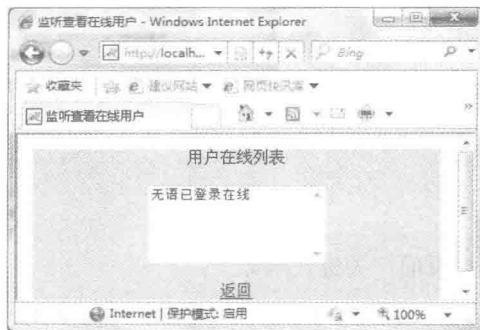 监听查看在线用户 - Windows Internet Explorer
http://localh...
Bing
收藏夹 建议网站 网页快讯库
监听查看在线用户
用户在线列表
无语已登录在线
返回
Internet | 保护模式: 启用 100%